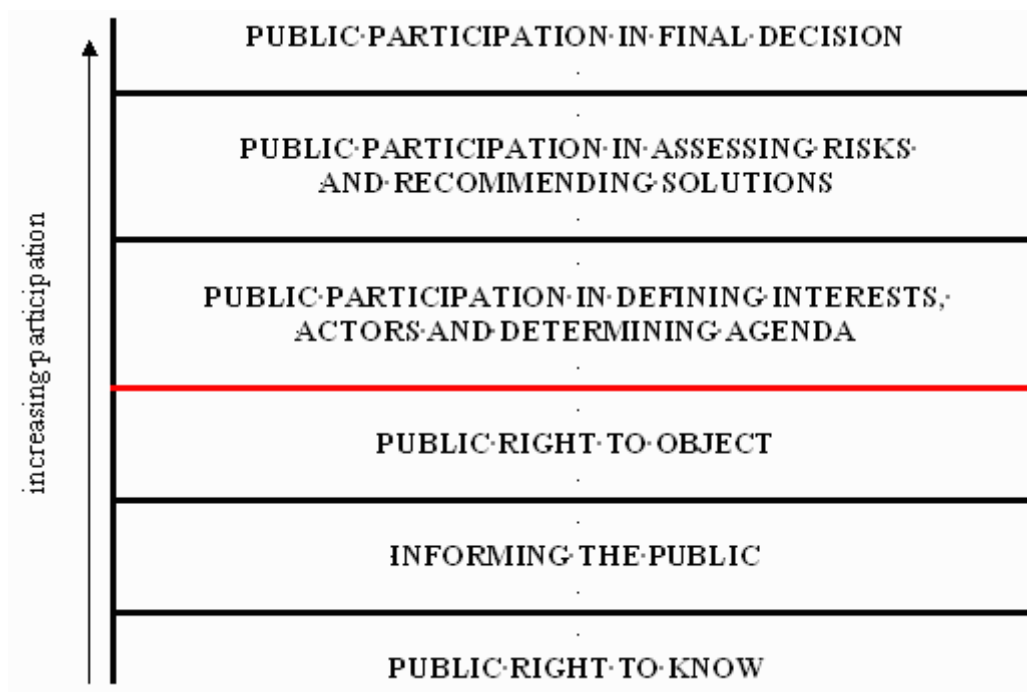 PUBLIC PARTICIPATION IN FINAL DECISION
PUBLIC PARTICIPATION IN ASSESSING RISKS
AND RECOMMENDING SOLUTIONS
PUBLIC PARTICIPATION IN DEFINING INTERESTS,
ACTORS AND DETERMINING AGENDA
PUBLIC RIGHT TO OBJECT
INFORMING THE PUBLIC
PUBLIC RIGHT TO KNOW
increasing participation